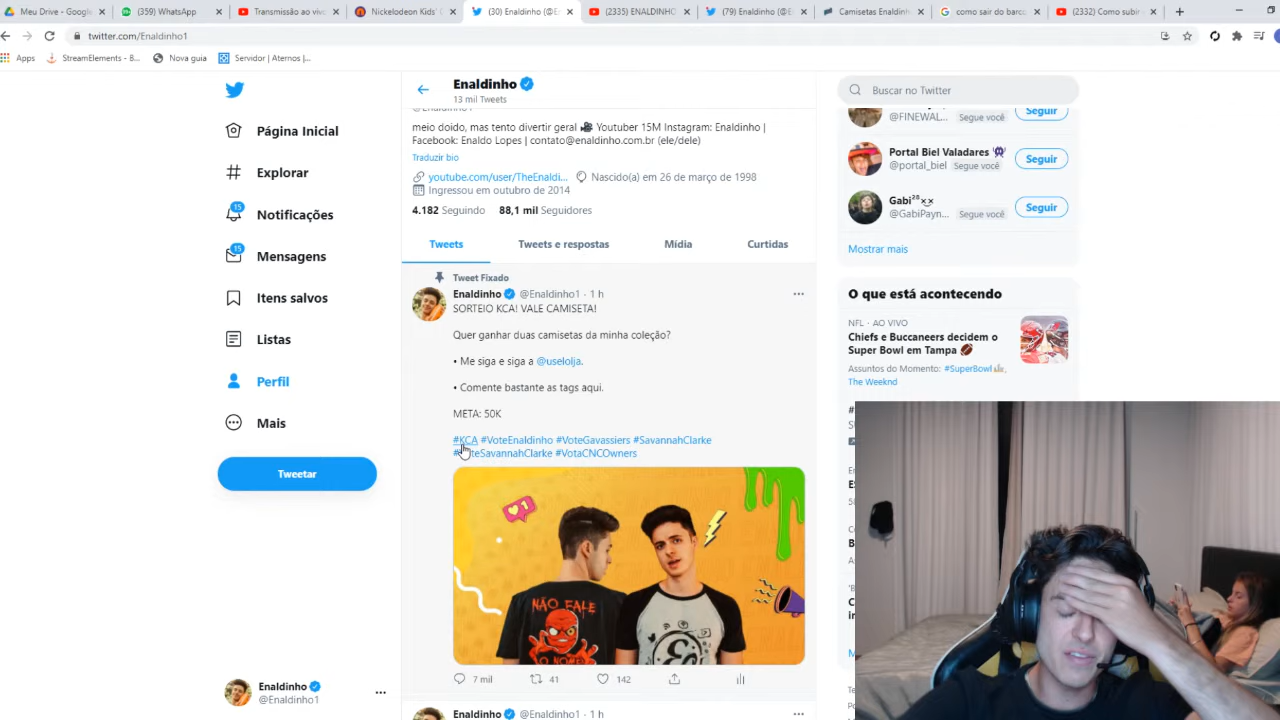 Meu Drive - Google
(359) WhatsApp
Transmissão ao viv
Nickelodeon Kids'
(30) Enaldinho (@E
(2335) ENALDINHO
(79) Enaldinho (@E
Camisetas Enaldinh
como sair do barco
(2332) Como subir
twitter.com/Enaldinho1
Apps
StreamElements - B...
Nova guia
Servidor | Aternos |...
Página Inicial
Explorar
15
Notificações
15
Mensagens
Itens salvos
Listas
Perfil
Mais
Tweetar
Enaldinho
@Enaldinho1
Enaldinho
13 mil Tweets
meio doido, mas tento divertir geral Youtuber 15M Instagram: Enaldinho |
Facebook: Enaldo Lopes | contato@enaldinho.com.br (ele/dele)
Traduzir bio
youtube.com/user/TheEnaldi... Nascido(a) em 26 de março de 1998
Ingressou em outubro de 2014
4.182 Seguindo 88,1 mil Seguidores
Tweets
Tweets e respostas
Mídia
Curtidas
Tweet Fixado
Enaldinho @Enaldinho1 · 1 h
SORTEIO KCA! VALE CAMISETA!
Quer ganhar duas camisetas da minha coleção?
• Me siga e siga a @uselolja.
• Comente bastante as tags aqui.
META: 50K
#KCA #VoteEnaldinho #VoteGavassiers #SavannahClarke
#VoteSavannahClarke #VotaCNCOwners
1
NÃO FALE
O NOME
7 mil
41
142
Enaldinho @Enaldinho1 · 1 h
Buscar no Twitter
@FINEWAL... Segue você
Seguir
Portal Biel Valadares
@portal_biel Segue você
Seguir
Gabi²⁸
@GabiPayn... Segue você
Seguir
Mostrar mais
O que está acontecendo
NFL · AO VIVO
Chiefs e Buccaneers decidem o
Super Bowl em Tampa
Assuntos do Momento: #SuperBowl,
The Weeknd